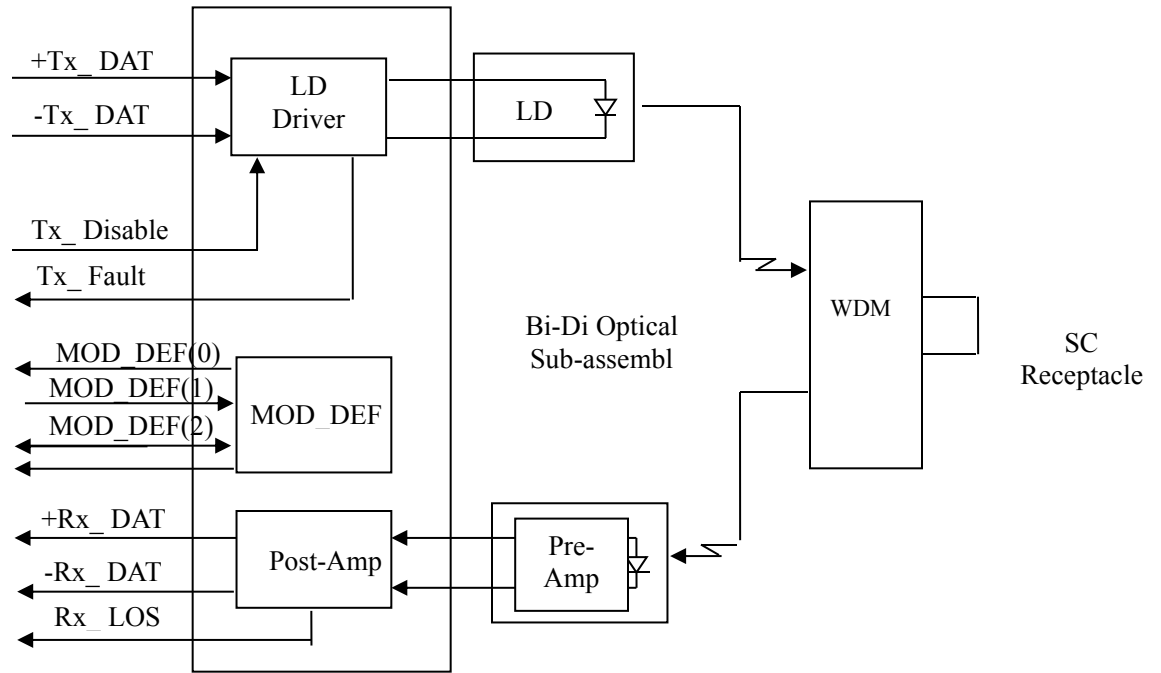 +Tx_ DAT
-Tx_ DAT
LD
Driver
LD
Tx_ Disable
Tx_ Fault
MOD_DEF(0)
MOD_DEF(1)
MOD_DEF(2)
MOD_DEF
Bi-Di Optical
Sub-assembl
WDM
SC
Receptacle
+Rx_ DAT
-Rx_ DAT
Rx_ LOS
Post-Amp
Pre-
Amp